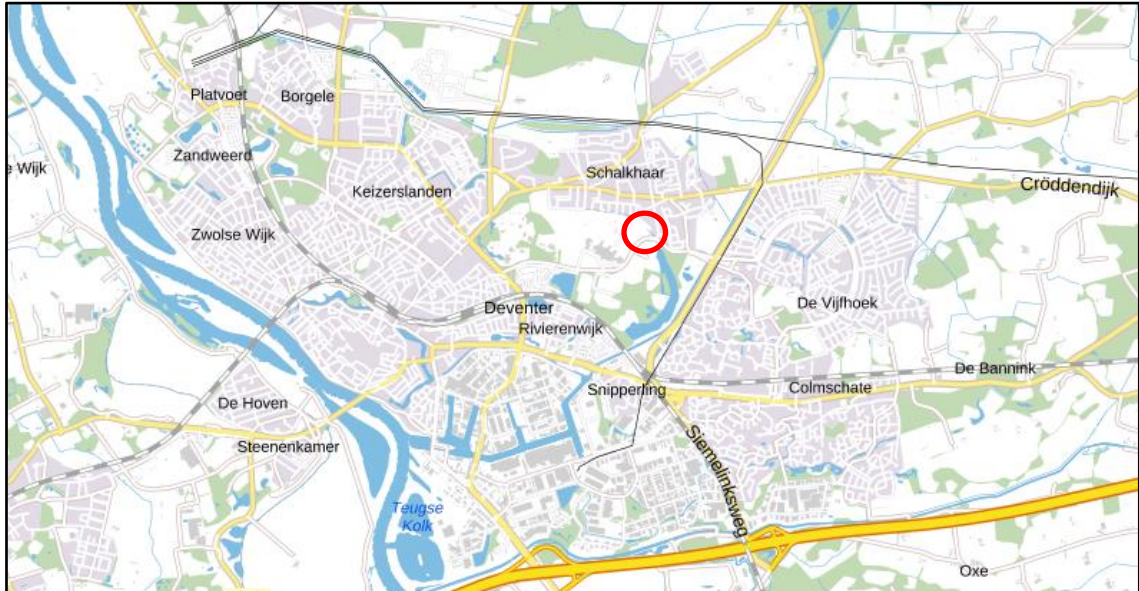 Platvoet
Borgele
Zandweerd
e Wijk
Schalkhaar
Keizerslanden
Cröddendijk
Zwolse Wijk
De Vijfhoek
Deventer
Rivierenwijk
De Bannink
Snipperling
Colmschate
De Hoven
Steenenkamer
Siemelinksweg
Teugse
Kolk
Oxe